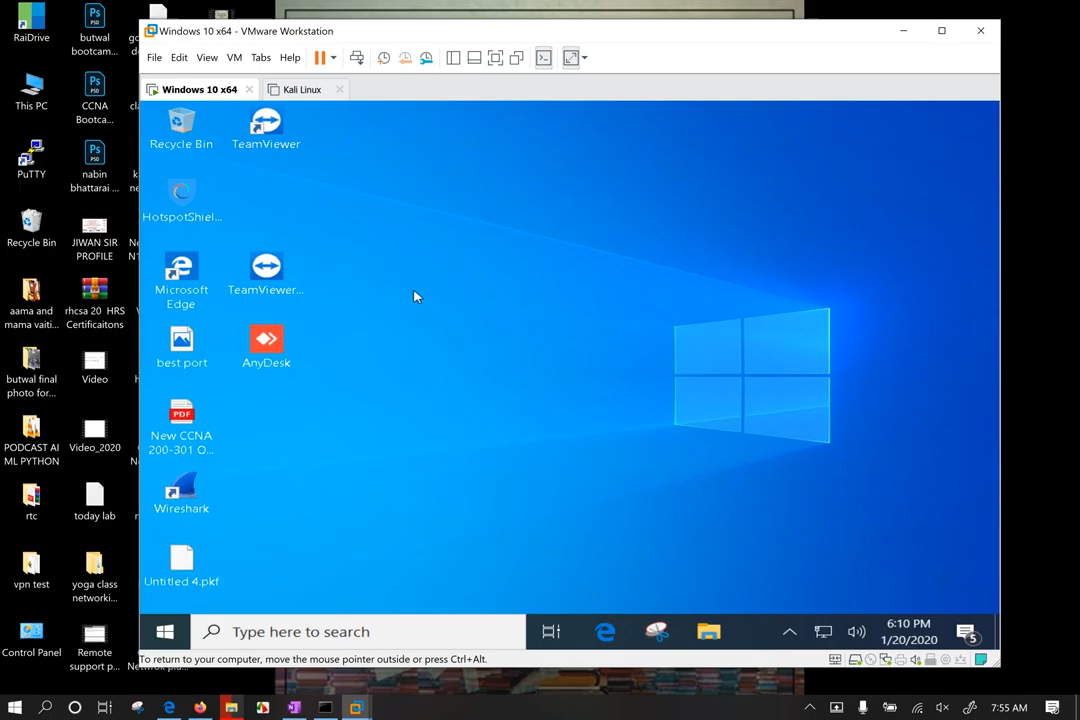 RaiDrive
butwal
bootcam...
go
This PC
CCNA
Bootca...
PuTTY
nabin
bhattarai ...
Recycle Bin
JIWAN SIR
PROFILE
aama and
mama vaiti...
rhcsa 20 HRS
Certificaitons
butwal final
photo for...
Video
PODCAST AI
ML PYTHON
Video_2020
rtc
today lab
vpn test
yoga class
networki...
Control Panel
Remote
support p...
Windows 10 x64 - VMware Workstation
File Edit View VM Tabs Help
Windows 10 x64
Kali Linux
Recycle Bin
TeamViewer
HotspotShiel...
Microsoft
Edge
TeamViewer...
best port
AnyDesk
PDF
New CCNA
200-301 O...
Wireshark
Untitled 4.pkf
Type here to search
6:10 PM
1/20/2020
5
To return to your computer, move the mouse pointer outside or press Ctrl+Alt.
7:55 AM